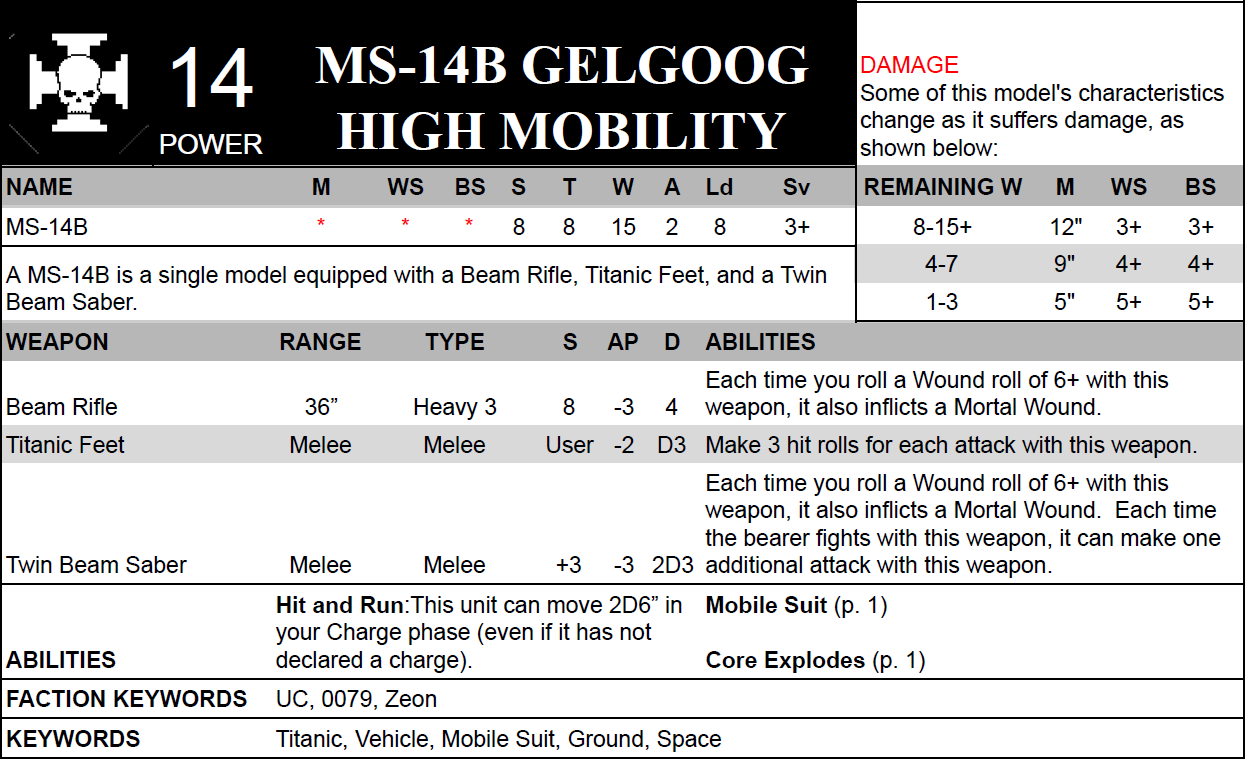 14
POWER
MS-14B GELGOOG
HIGH MOBILITY
DAMAGE
Some of this model's characteristics
change as it suffers damage, as
shown below:
NAME M WS BS S T W A Ld Sv
MS-14B * * * 8 8 15 2 8 3+
REMAINING W M WS BS
8-15+ 12" 3+ 3+
4-7 9" 4+ 4+
1-3 5" 5+ 5+
A MS-14B is a single model equipped with a Beam Rifle, Titanic Feet, and a Twin
Beam Saber.
WEAPON RANGE TYPE S AP D ABILITIES
Each time you roll a Wound roll of 6+ with this
Beam Rifle 36” Heavy 3 8 -3 4 weapon, it also inflicts a Mortal Wound.
Titanic Feet Melee Melee User -2 D3 Make 3 hit rolls for each attack with this weapon.
Each time you roll a Wound roll of 6+ with this
weapon, it also inflicts a Mortal Wound.  Each time
the bearer fights with this weapon, it can make one
Twin Beam Saber Melee Melee +3 -3 2D3 additional attack with this weapon.
Hit and Run:This unit can move 2D6” in
your Charge phase (even if it has not
declared a charge).
Mobile Suit (p. 1)
Core Explodes (p. 1)
ABILITIES
FACTION KEYWORDS UC, 0079, Zeon
KEYWORDS Titanic, Vehicle, Mobile Suit, Ground, Space